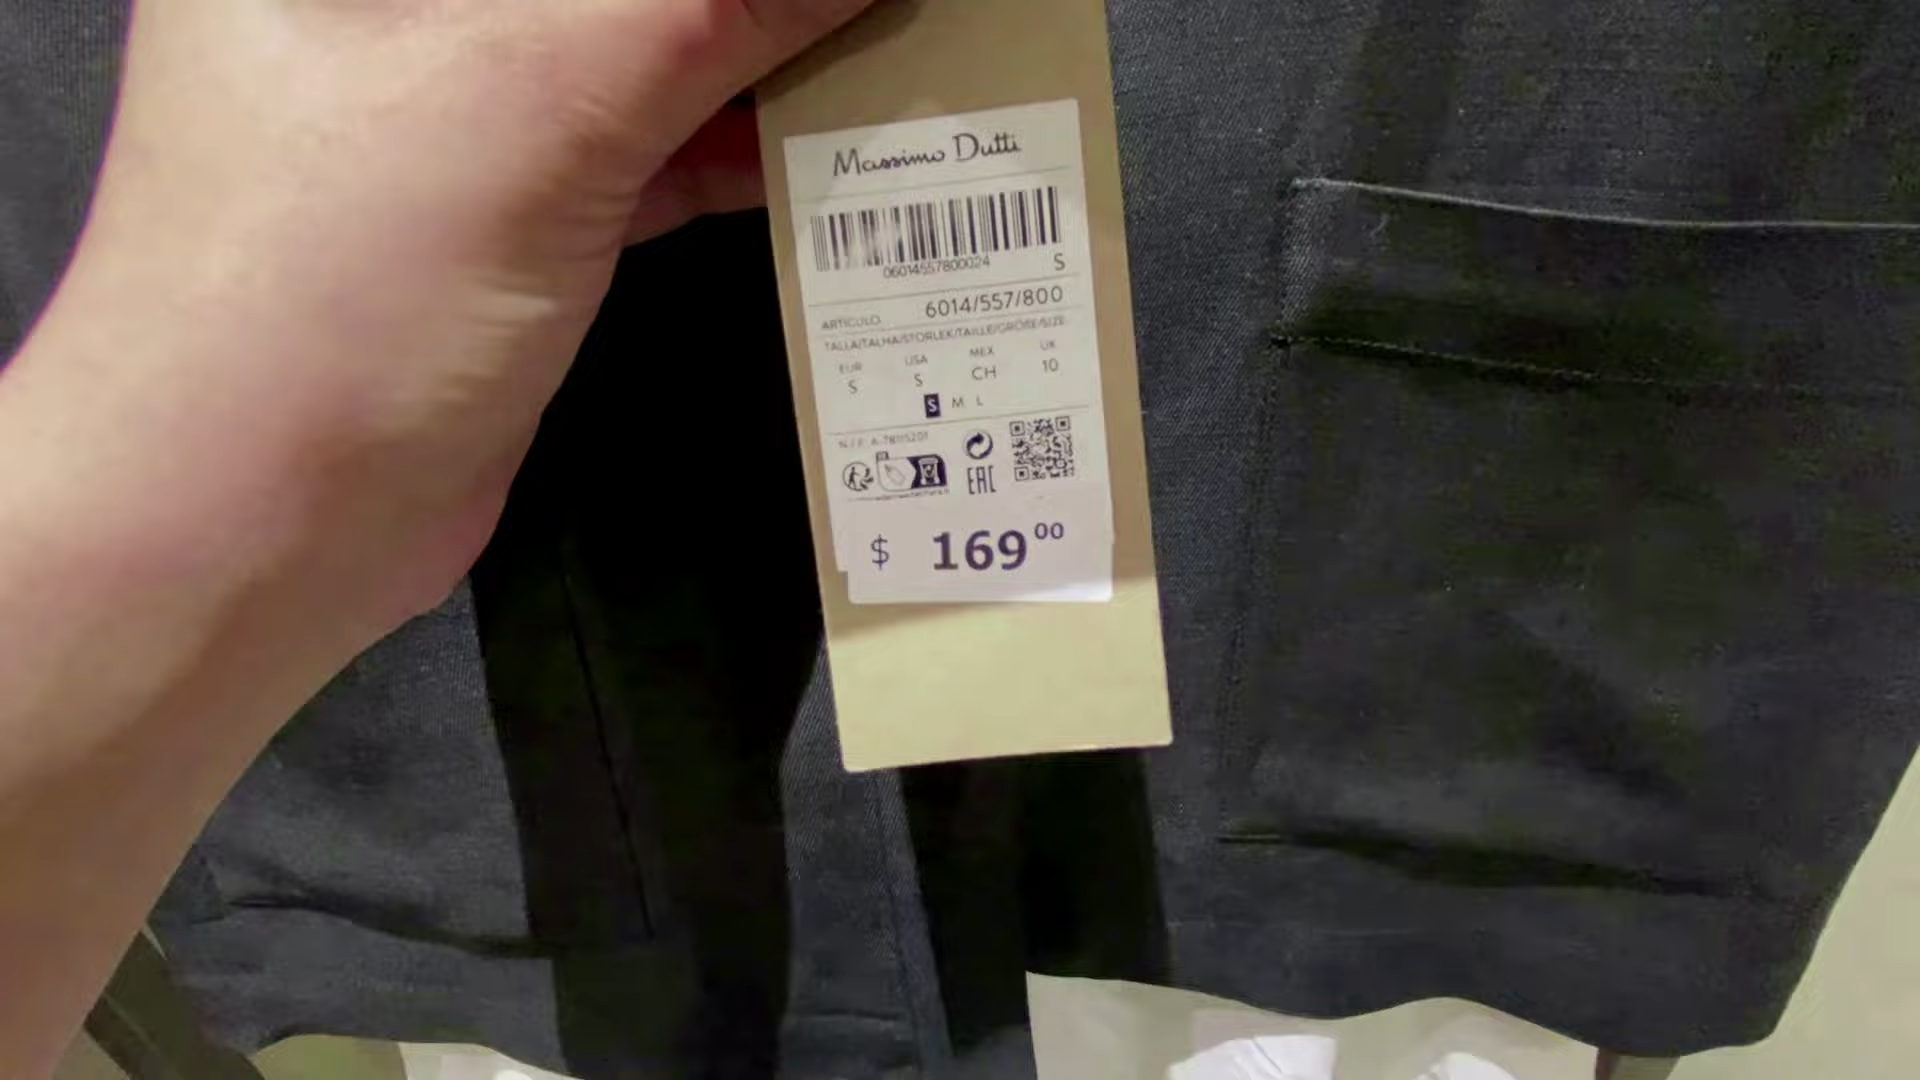 Massimo Dutti
06014557800024 S
ARTICULO 6014/557/800
TALLA/TALHA/STORLEK/TAILLE/GRÖßE/SIZE
EUR USA MEX UK
S S CH 10
S M L
N.I.F. A-78115201
EAC
$ 169 00